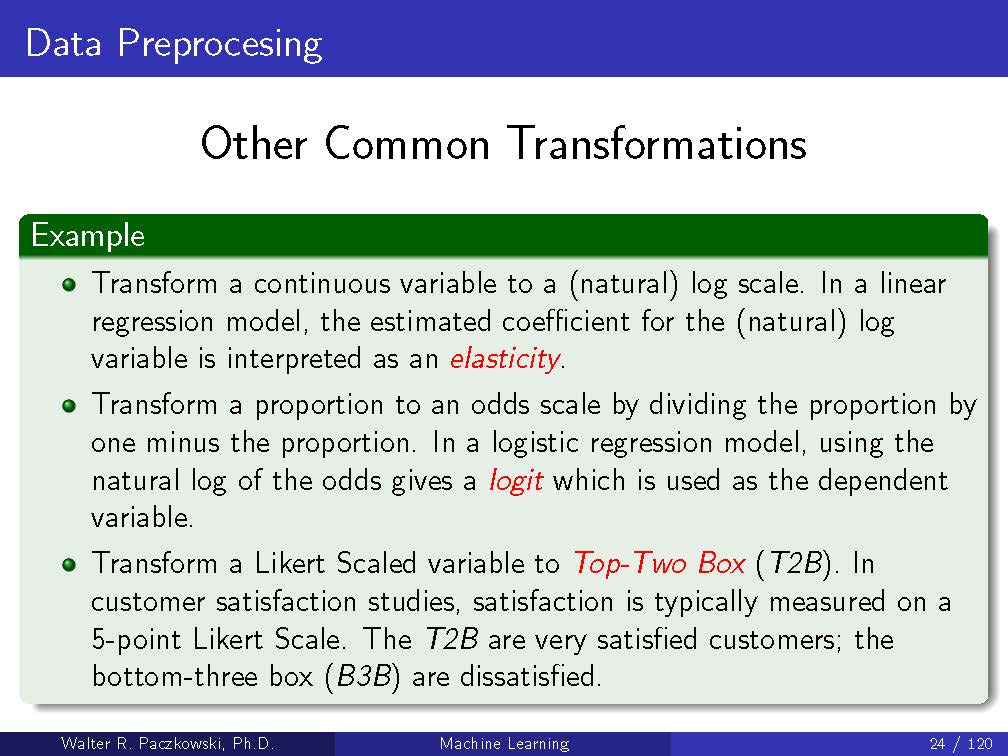 Data Preprocesing
Other Common Transformations
Example
Transform a continuous variable to a (natural) log scale. In a linear
regression model, the estimated coefficient for the (natural) log
variable is interpreted as an elasticity.
Transform a proportion to an odds scale by dividing the proportion by
one minus the proportion. In a logistic regression model, using the
natural log of the odds gives a logit which is used as the dependent
variable.
Transform a Likert Scaled variable to Top-Two Box (T2B). In
customer satisfaction studies, satisfaction is typically measured on a
5-point Likert Scale. The T2B are very satisfied customers; the
bottom-three box (B3B) are dissatisfied.
Walter R. Paczkowski, Ph.D. Machine Learning 24 / 120